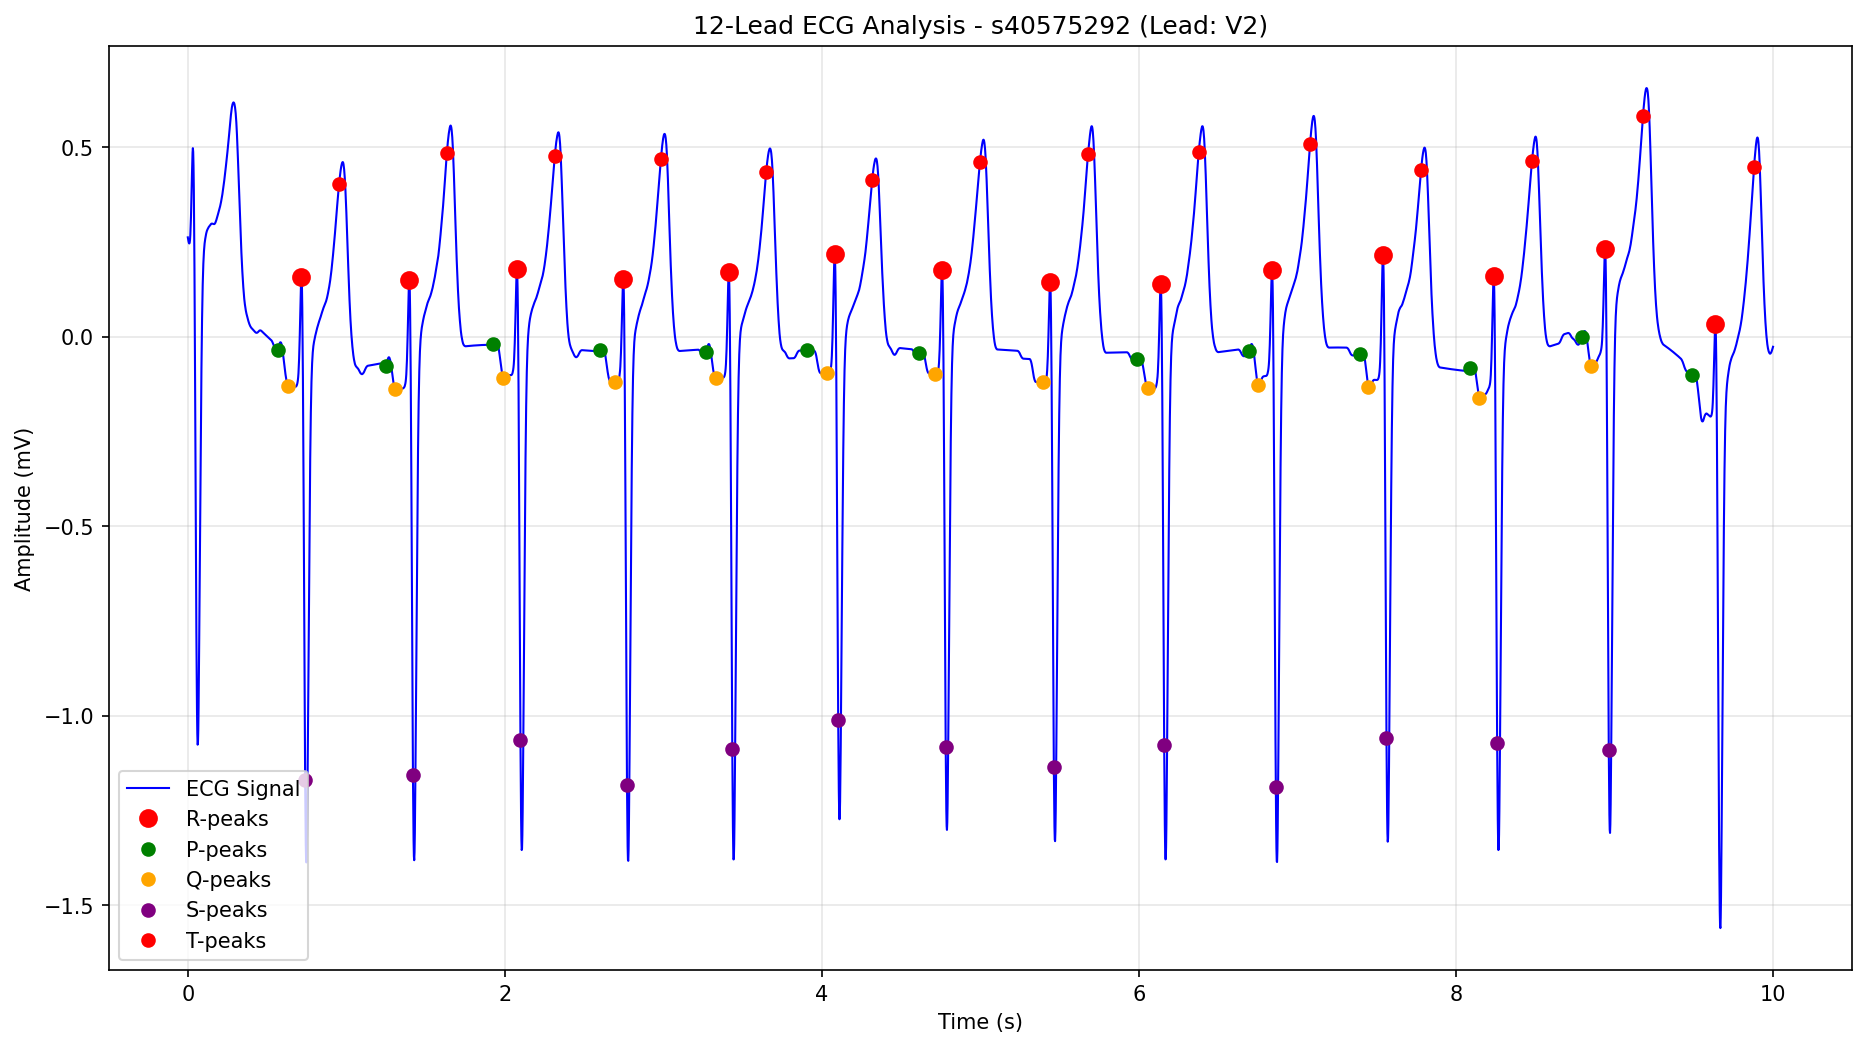 12-Lead ECG Analysis - s40575292 (Lead: V2)
Amplitude (mV)
0.5
0.0
−0.5
−1.0
−1.5
ECG Signal
R-peaks
P-peaks
Q-peaks
S-peaks
T-peaks
0 2 4 6 8 10
Time (s)